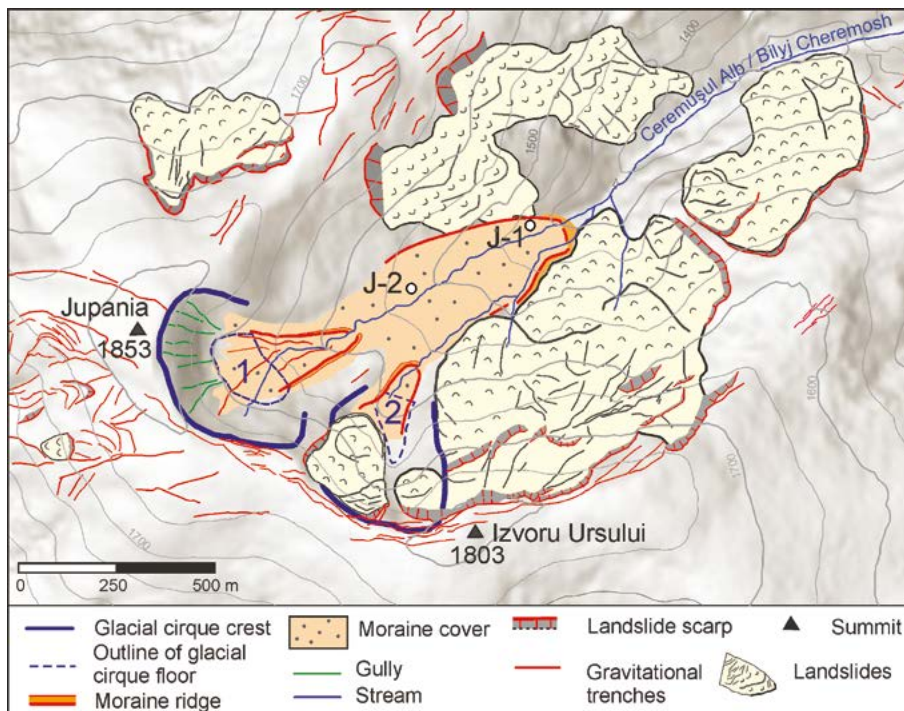 1400
Ceremuşul Alb / Bilyj Cheremosh
1700
1500
J-1
J-2
Jupania
1853
1
2
1600
1700
Izvoru Ursului
1803
1700
0 250 500 m
Glacial cirque crest
Outline of glacial
cirque floor
Moraine ridge
Moraine cover
Gully
Stream
Landslide scarp
Gravitational
trenches
Summit
Landslides